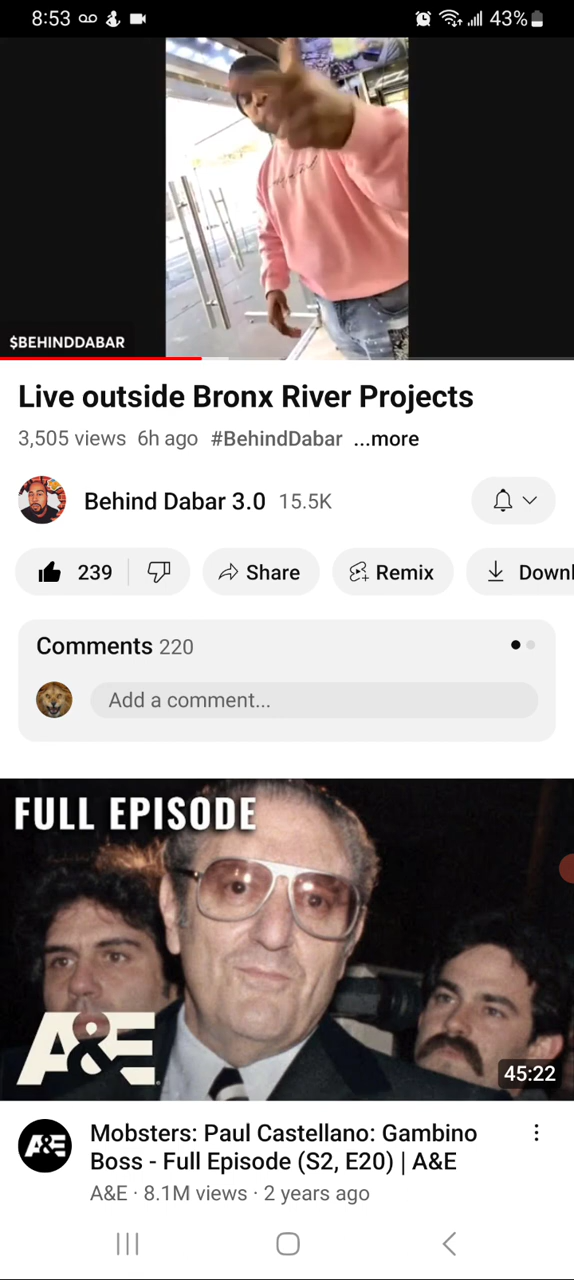 8:53
43%
$BEHINDDABAR
Live outside Bronx River Projects
3,505 views 6h ago #BehindDabar ...more
Behind Dabar 3.0 15.5K
239 Share Remix Downl
Comments 220
Add a comment...
FULL EPISODE
A&E
45:22
A&E
Mobsters: Paul Castellano: Gambino
Boss - Full Episode (S2, E20) | A&E
A&E · 8.1M views · 2 years ago